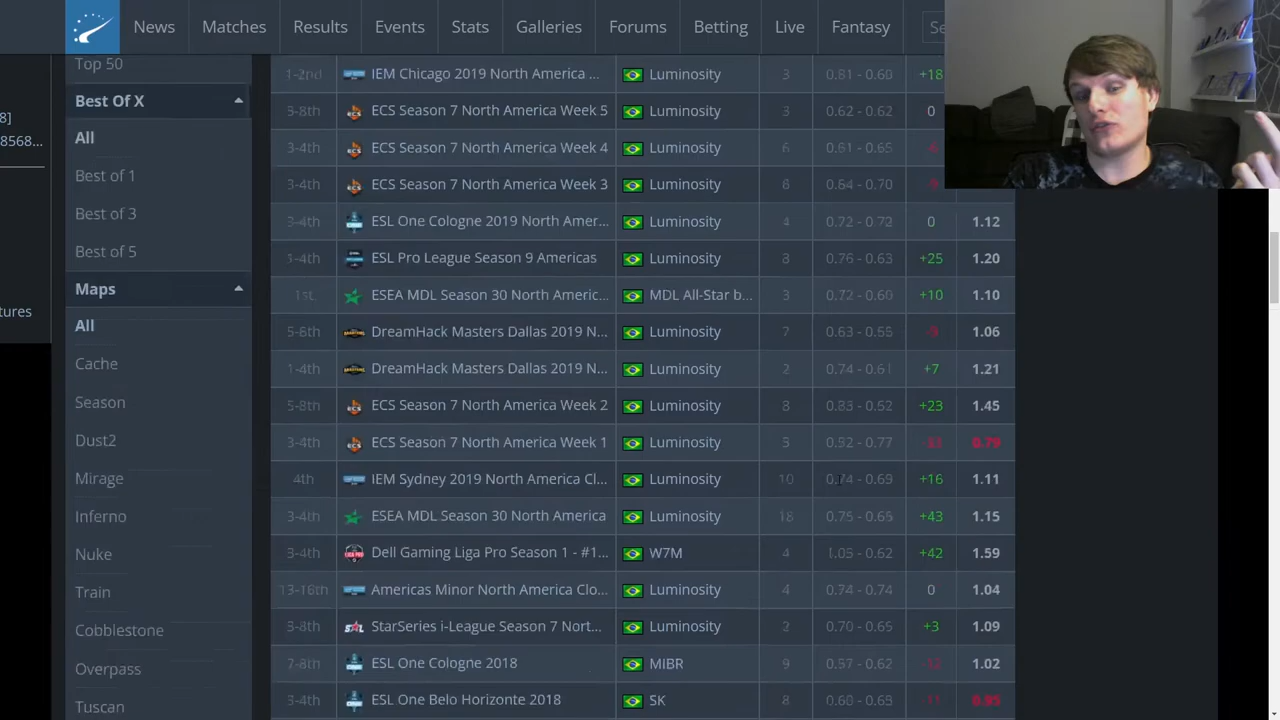 News Matches Results Events Stats Galleries Forums Betting Live Fantasy Se
Top 50
Best Of X
All
Best of 1
Best of 3
Best of 5
Maps
All
Cache
Season
Dust2
Mirage
Inferno
Nuke
Train
Cobblestone
Overpass
Tuscan
8]
8568...
tures
1-2nd IEM Chicago 2019 North America ... Luminosity 3 +18
ECS Season 7 North America Week 5 Luminosity 3 0.62 - 0.62 0
3-4th ECS Season 7 North America Week 4 Luminosity 6
3-4th ECS Season 7 North America Week 3 Luminosity 0.64 - 0.70
3-4th ESL One Cologne 2019 North Amer... Luminosity 4 0.72 - 0.72 0 1.12
1-4th ESL Pro League Season 9 Americas Luminosity 0.76 - 0.63 +25 1.20
1st ESEA MDL Season 30 North Americ... MDL All-Star b... 3 0.72 - 0.60 +10 1.10
5-6th DreamHack Masters Dallas 2019 N... Luminosity 7 0.63 - 0.55 -9 1.06
1-4th DreamHack Masters Dallas 2019 N... Luminosity 2 0.74 - 0.61 +7 1.21
5-8th ECS Season 7 North America Week 2 Luminosity 8 0.83 - 0.52 +23 1.45
3-4th ECS Season 7 North America Week 1 Luminosity 3 0.79
4th IEM Sydney 2019 North America Cl... Luminosity 10 +16 1.11
3-4th ESEA MDL Season 30 North America Luminosity 18 0.75 - 0.65 +43 1.15
3-4th Dell Gaming Liga Pro Season 1 - #1... W7M 4 1.05 - 0.62 +42 1.59
13-16th Americas Minor North America Clo... Luminosity 4 0.74 - 0.74 0 1.04
StarSeries i-League Season 7 Nort... Luminosity 2 0.70 - 0.65 +3 1.09
7-8th ESL One Cologne 2018 MIBR 9 0.57 - 0.62 -12 1.02
3-4th ESL One Belo Horizonte 2018 SK 8 -11 0.95